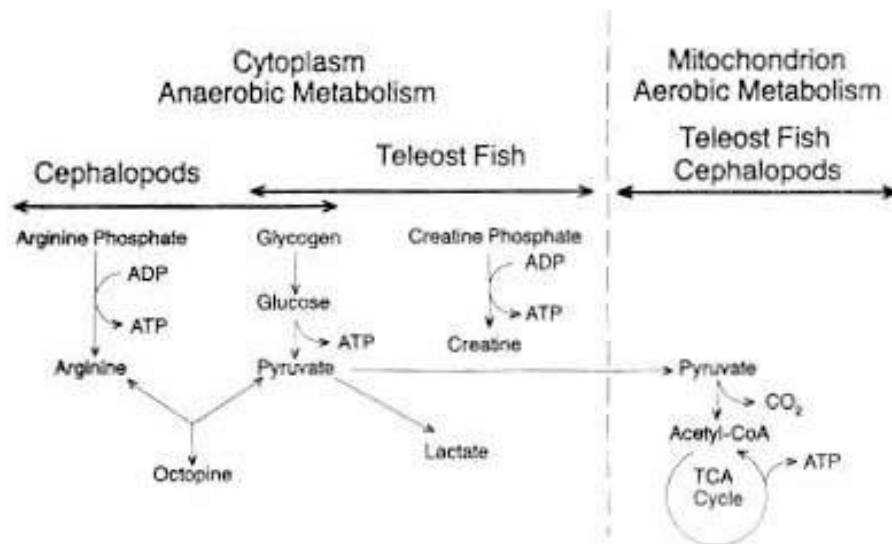 Cytoplasm
Anaerobic Metabolism
Mitochondrion
Aerobic Metabolism
Cephalopods
Teleost Fish
Teleost Fish
Cephalopods
Arginine Phosphate
Glycogen
Creatine Phosphate
ADP
ATP
Arginine
Glucose
ATP
Pyruvate
ADP
ATP
Creatine
Octopine
Lactate
Pyruvate
CO₂
Acetyl-CoA
TCA
Cycle
ATP